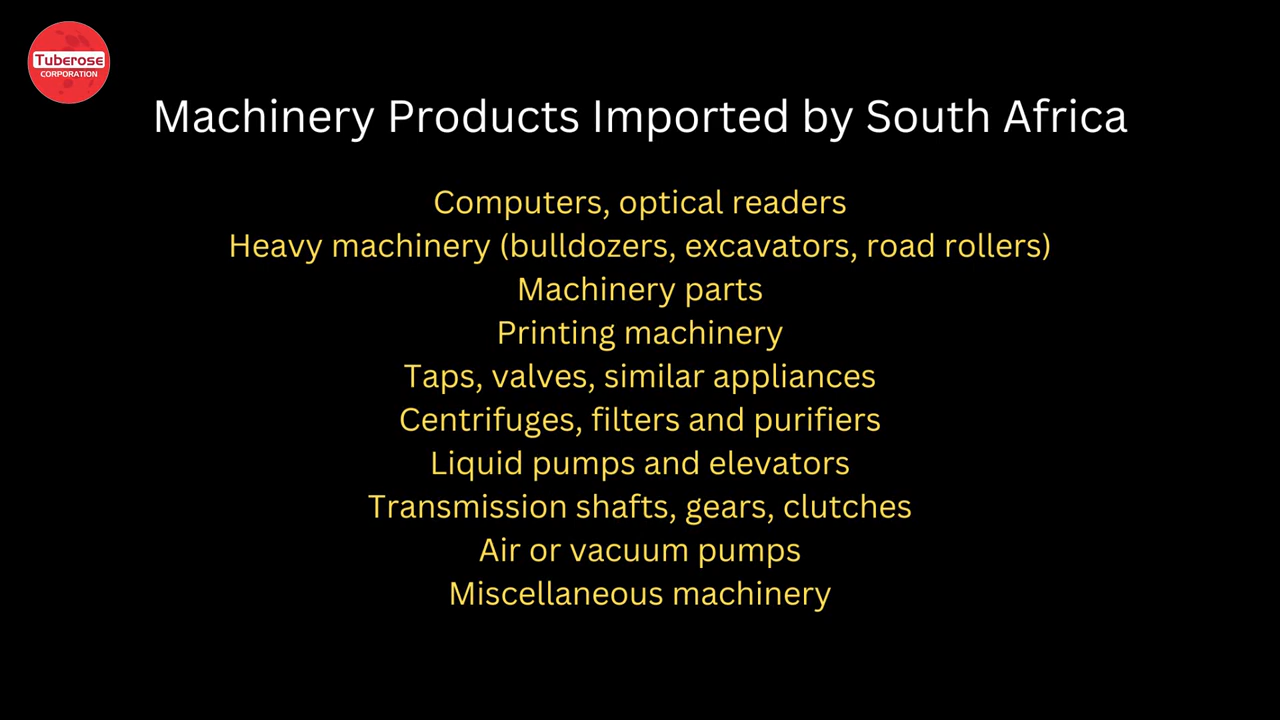 Tuberose
CORPORATION
Machinery Products Imported by South Africa
Computers, optical readers
Heavy machinery (bulldozers, excavators, road rollers)
Machinery parts
Printing machinery
Taps, valves, similar appliances
Centrifuges, filters and purifiers
Liquid pumps and elevators
Transmission shafts, gears, clutches
Air or vacuum pumps
Miscellaneous machinery